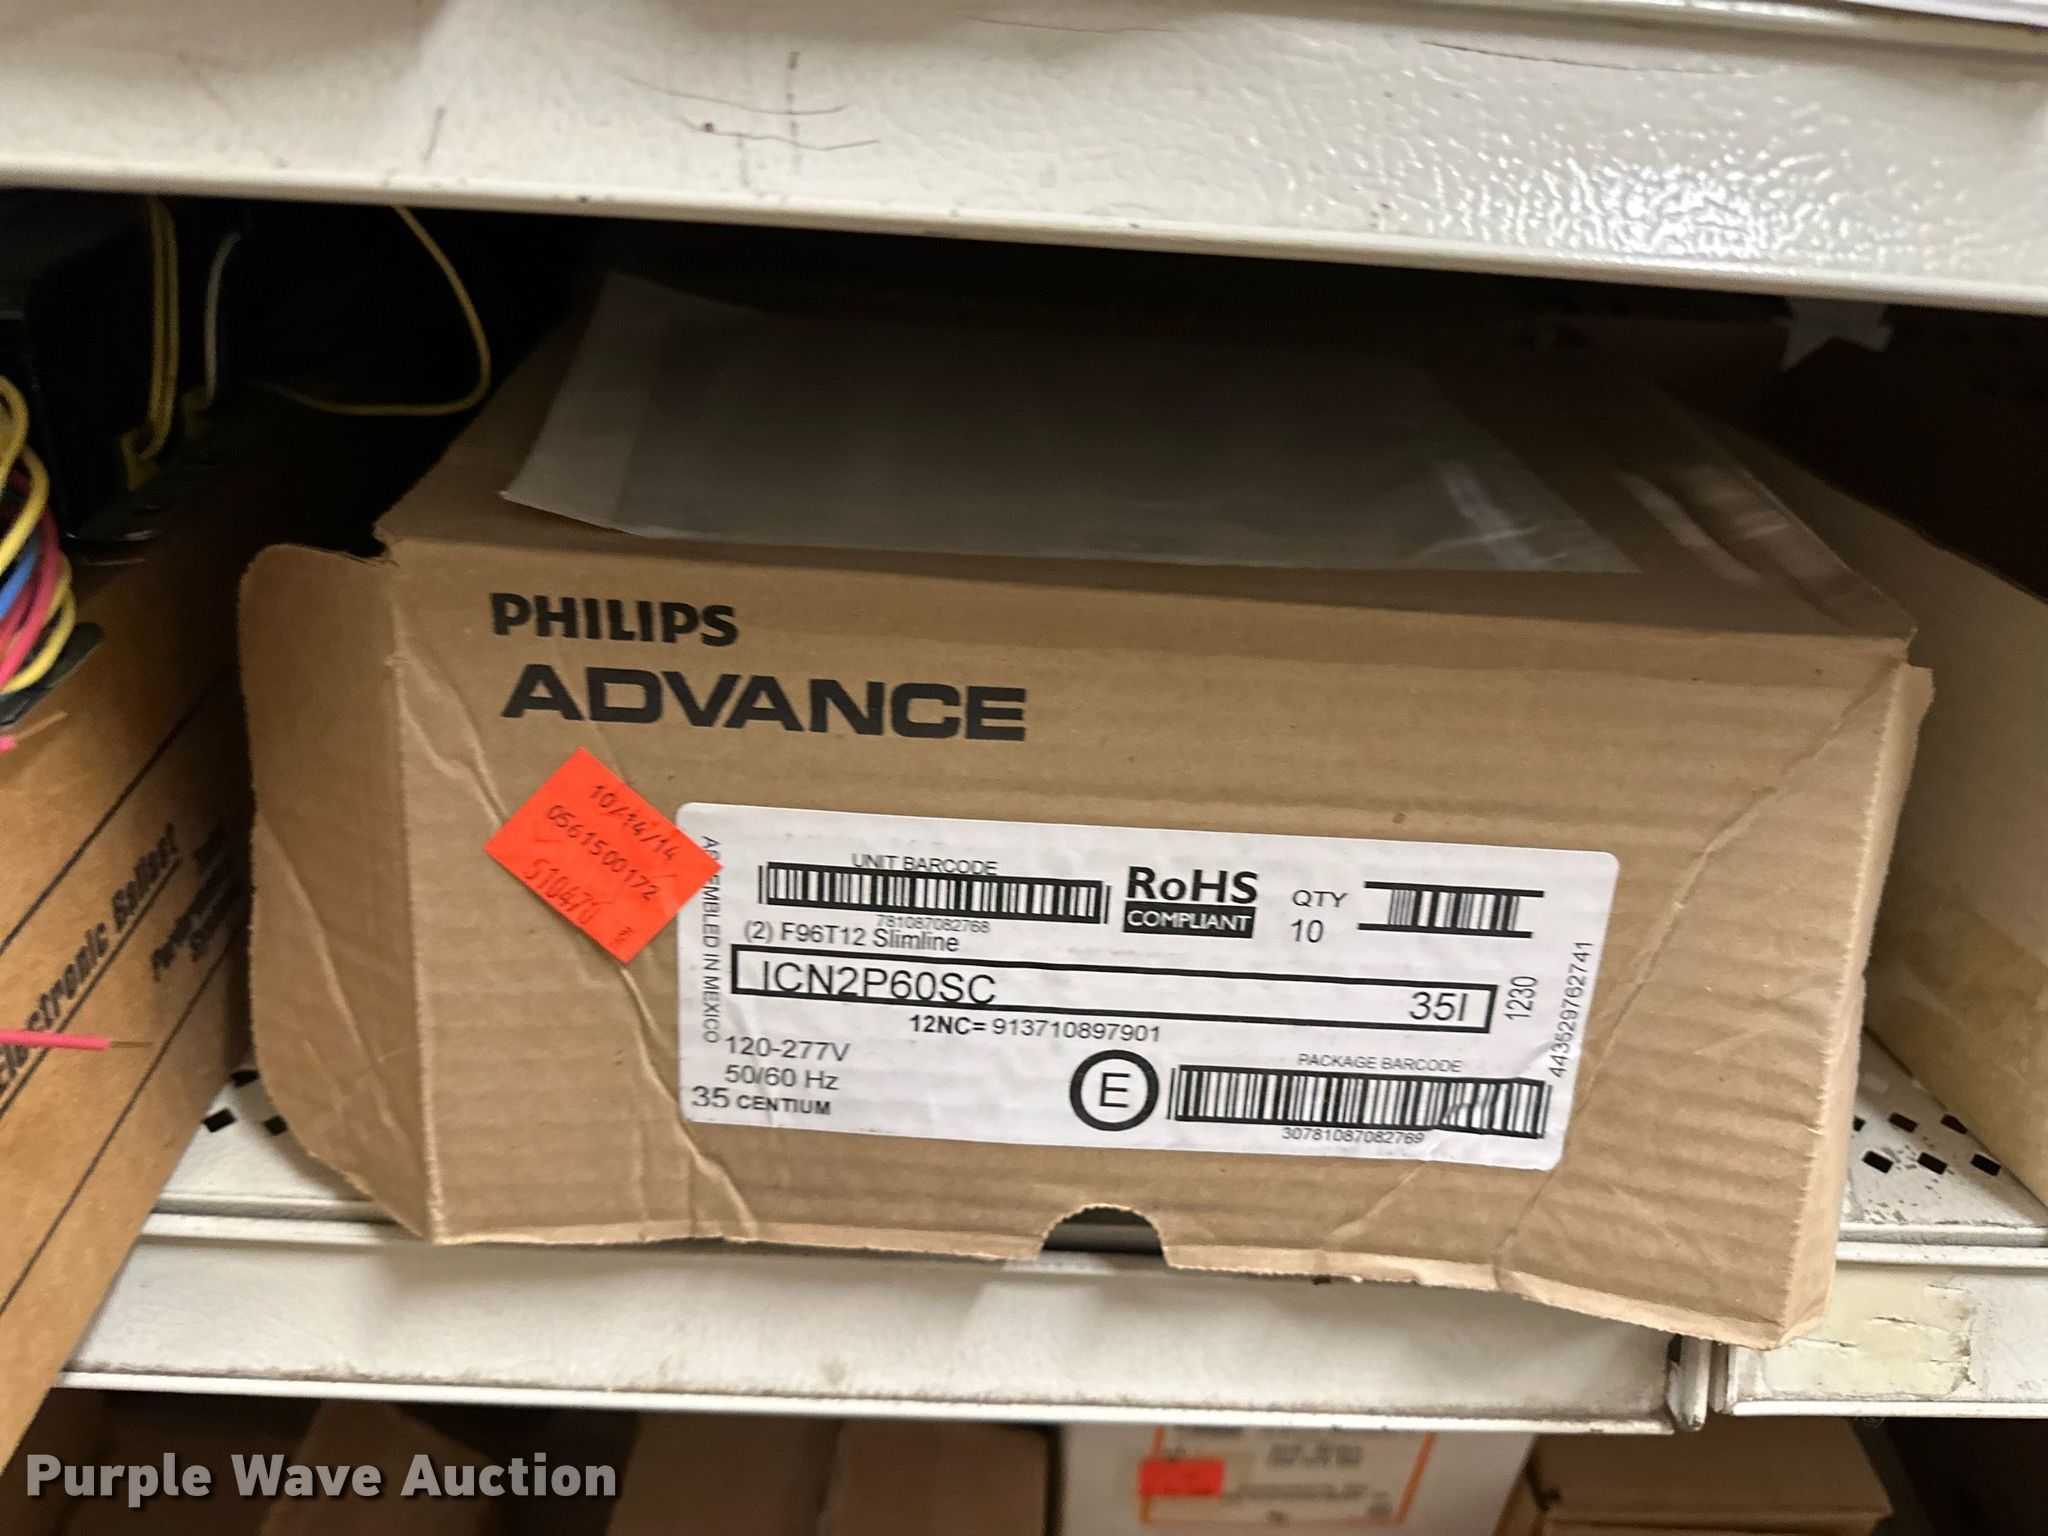 PHILIPS
ADVANCE
10/14/14
0561500172
510470
ASSEMBLED IN MEXICO
UNIT BARCODE
781087082768
RoHS
COMPLIANT
QTY
10
(2) F96T12 Slimline
ICN2P60SC
35I
1230
443529762741
12NC= 913710897901
120-277V
50/60 Hz
35 CENTIUM
E
PACKAGE BARCODE
30781087082769
Electronic Ballast
Purple Wave Auction